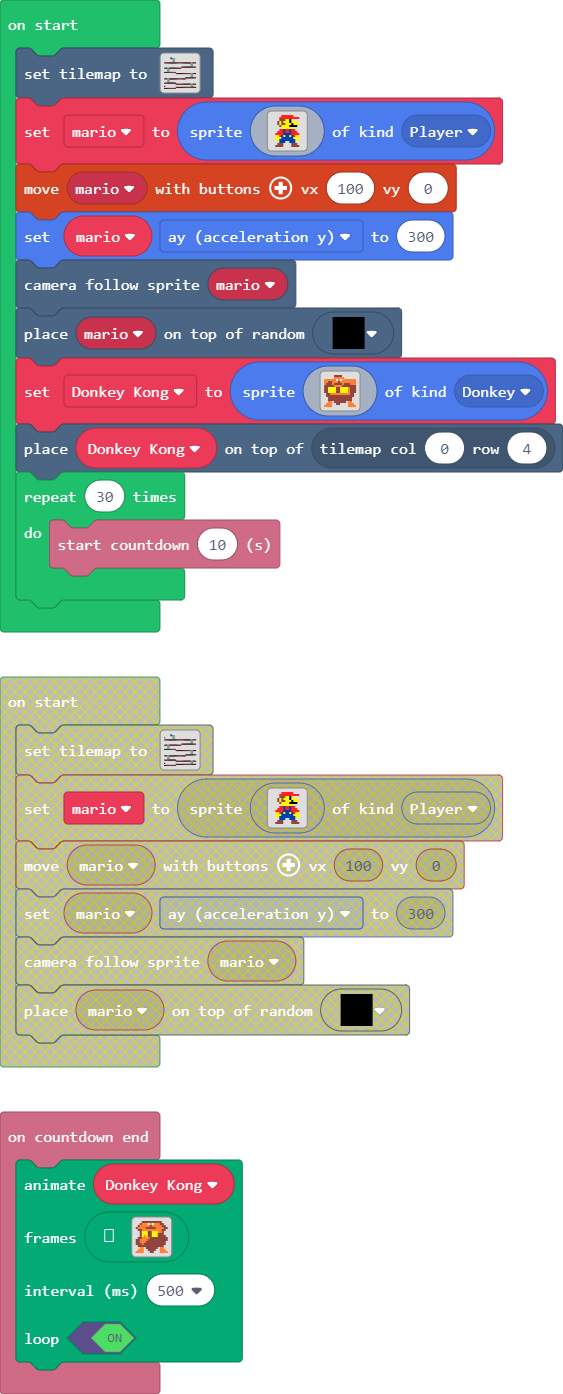 on start
set tilemap to
set mario to sprite of kind Player
move mario with buttons vx 100 vy 0
set mario ay (acceleration y) to 300
camera follow sprite mario
place mario on top of random
set Donkey Kong to sprite of kind Donkey
place Donkey Kong on top of tilemap col 0 row 4
repeat 30 times
do
start countdown 10 (s)
on start
set tilemap to
set mario to sprite of kind Player
move mario with buttons vx 100 vy 0
set mario ay (acceleration y) to 300
camera follow sprite mario
place mario on top of random
on countdown end
animate Donkey Kong
frames
interval (ms) 500
loop ON